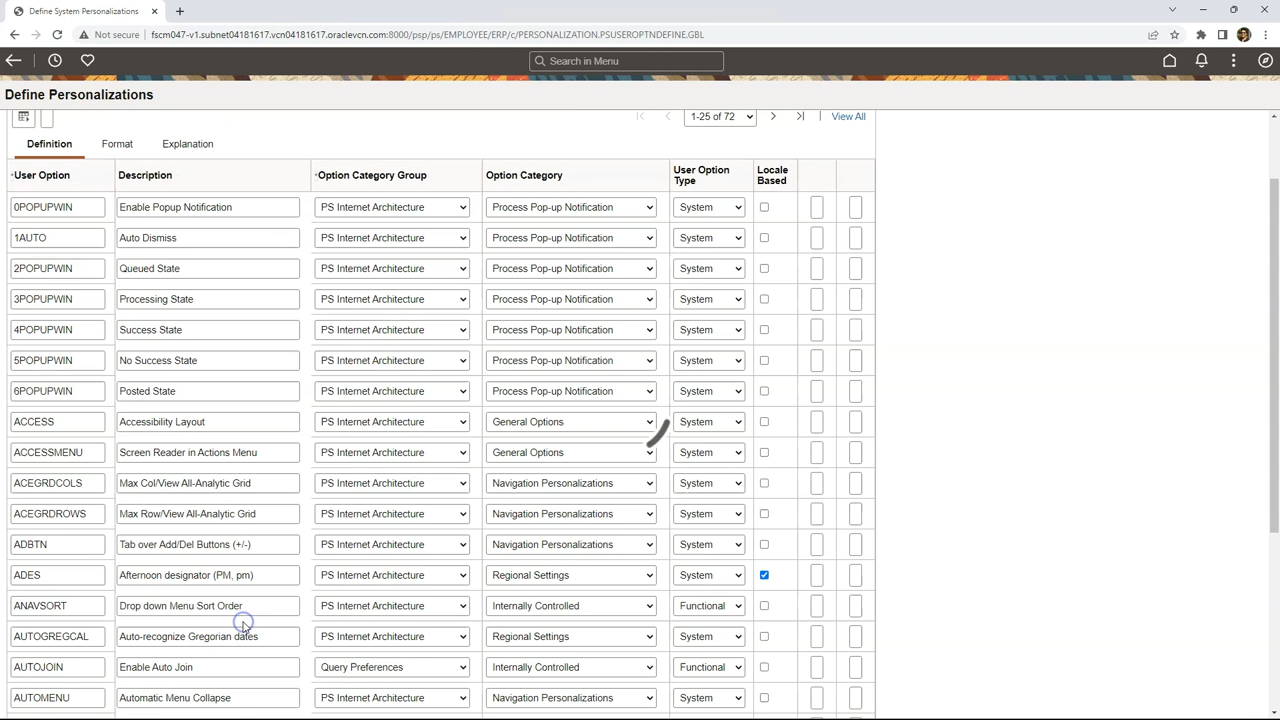 Define System Personalizations
Not secure | fscm047-v1.subnet04181617.vcn04181617.oraclevcn.com:8000/psp/ps/EMPLOYEE/ERP/c/PERSONALIZATION.PSUSEROPTNDEFINE.GBL
Search in Menu
Define Personalizations
1-25 of 72 | View All
Definition Format Explanation
*User Option Description *Option Category Group Option Category User Option Type Locale Based
0POPUPWIN Enable Popup Notification PS Internet Architecture Process Pop-up Notification System
1AUTO Auto Dismiss PS Internet Architecture Process Pop-up Notification System
2POPUPWIN Queued State PS Internet Architecture Process Pop-up Notification System
3POPUPWIN Processing State PS Internet Architecture Process Pop-up Notification System
4POPUPWIN Success State PS Internet Architecture Process Pop-up Notification System
5POPUPWIN No Success State PS Internet Architecture Process Pop-up Notification System
6POPUPWIN Posted State PS Internet Architecture Process Pop-up Notification System
ACCESS Accessibility Layout PS Internet Architecture General Options System
ACCESSMENU Screen Reader in Actions Menu PS Internet Architecture General Options System
ACEGRDCOLS Max Col/View All-Analytic Grid PS Internet Architecture Navigation Personalizations System
ACEGRDROWS Max Row/View All-Analytic Grid PS Internet Architecture Navigation Personalizations System
ADBTN Tab over Add/Del Buttons (+/-) PS Internet Architecture Navigation Personalizations System
ADES Afternoon designator (PM, pm) PS Internet Architecture Regional Settings System
ANAVSORT Drop down Menu Sort Order PS Internet Architecture Internally Controlled Functional
AUTOGREGCAL Auto-recognize Gregorian dates PS Internet Architecture Regional Settings System
AUTOJOIN Enable Auto Join Query Preferences Internally Controlled Functional
AUTOMENU Automatic Menu Collapse PS Internet Architecture Navigation Personalizations System